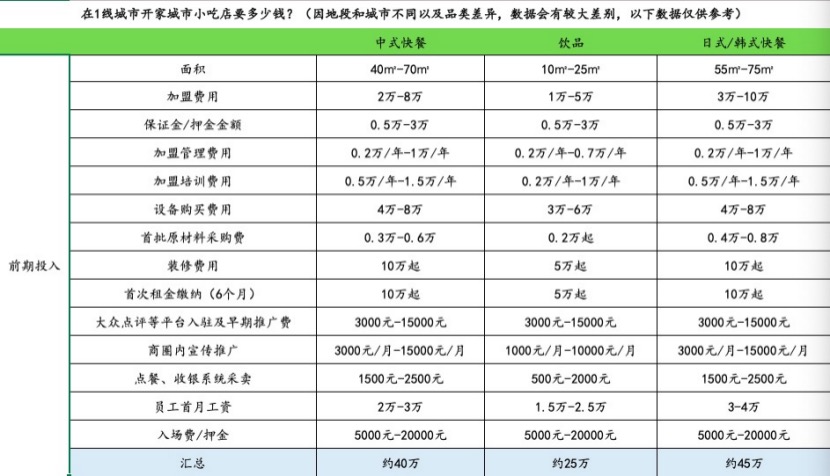 在1线城市开家城市小吃店要多少钱？（因地段和城市不同以及品类差异，数据会有较大差别，以下数据仅供参考）
中式快餐 饮品 日式/韩式快餐
前期投入
面积 40㎡-70㎡ 10㎡-25㎡ 55㎡-75㎡
加盟费用 2万-8万 1万-5万 3万-10万
保证金/押金金额 0.5万-3万 0.5万-3万 0.5万-3万
加盟管理费用 0.2万/年-1万/年 0.2万/年-0.7万/年 0.2万/年-1万/年
加盟培训费用 0.5万/年-1.5万/年 0.2万/年-1万/年 0.5万/年-1.5万/年
设备购买费用 4万-8万 3万-6万 4万-8万
首批原材料采购费 0.3万-0.6万 0.2万起 0.4万-0.8万
装修费用 10万起 5万起 10万起
首次租金缴纳（6个月） 10万起 5万起 10万起
大众点评等平台入驻及早期推广费 3000元-15000元 3000元-15000元 3000元-15000元
商圈内宣传推广 3000元/月-15000元/月 1000元/月-10000元/月 3000元/月-15000元/月
点餐、收银系统采卖 1500元-2500元 500元-2000元 1500元-2500元
员工首月工资 2万-3万 1.5万-2.5万 3-4万
入场费/押金 5000元-20000元 5000元-20000元 5000元-20000元
汇总 约40万 约25万 约45万